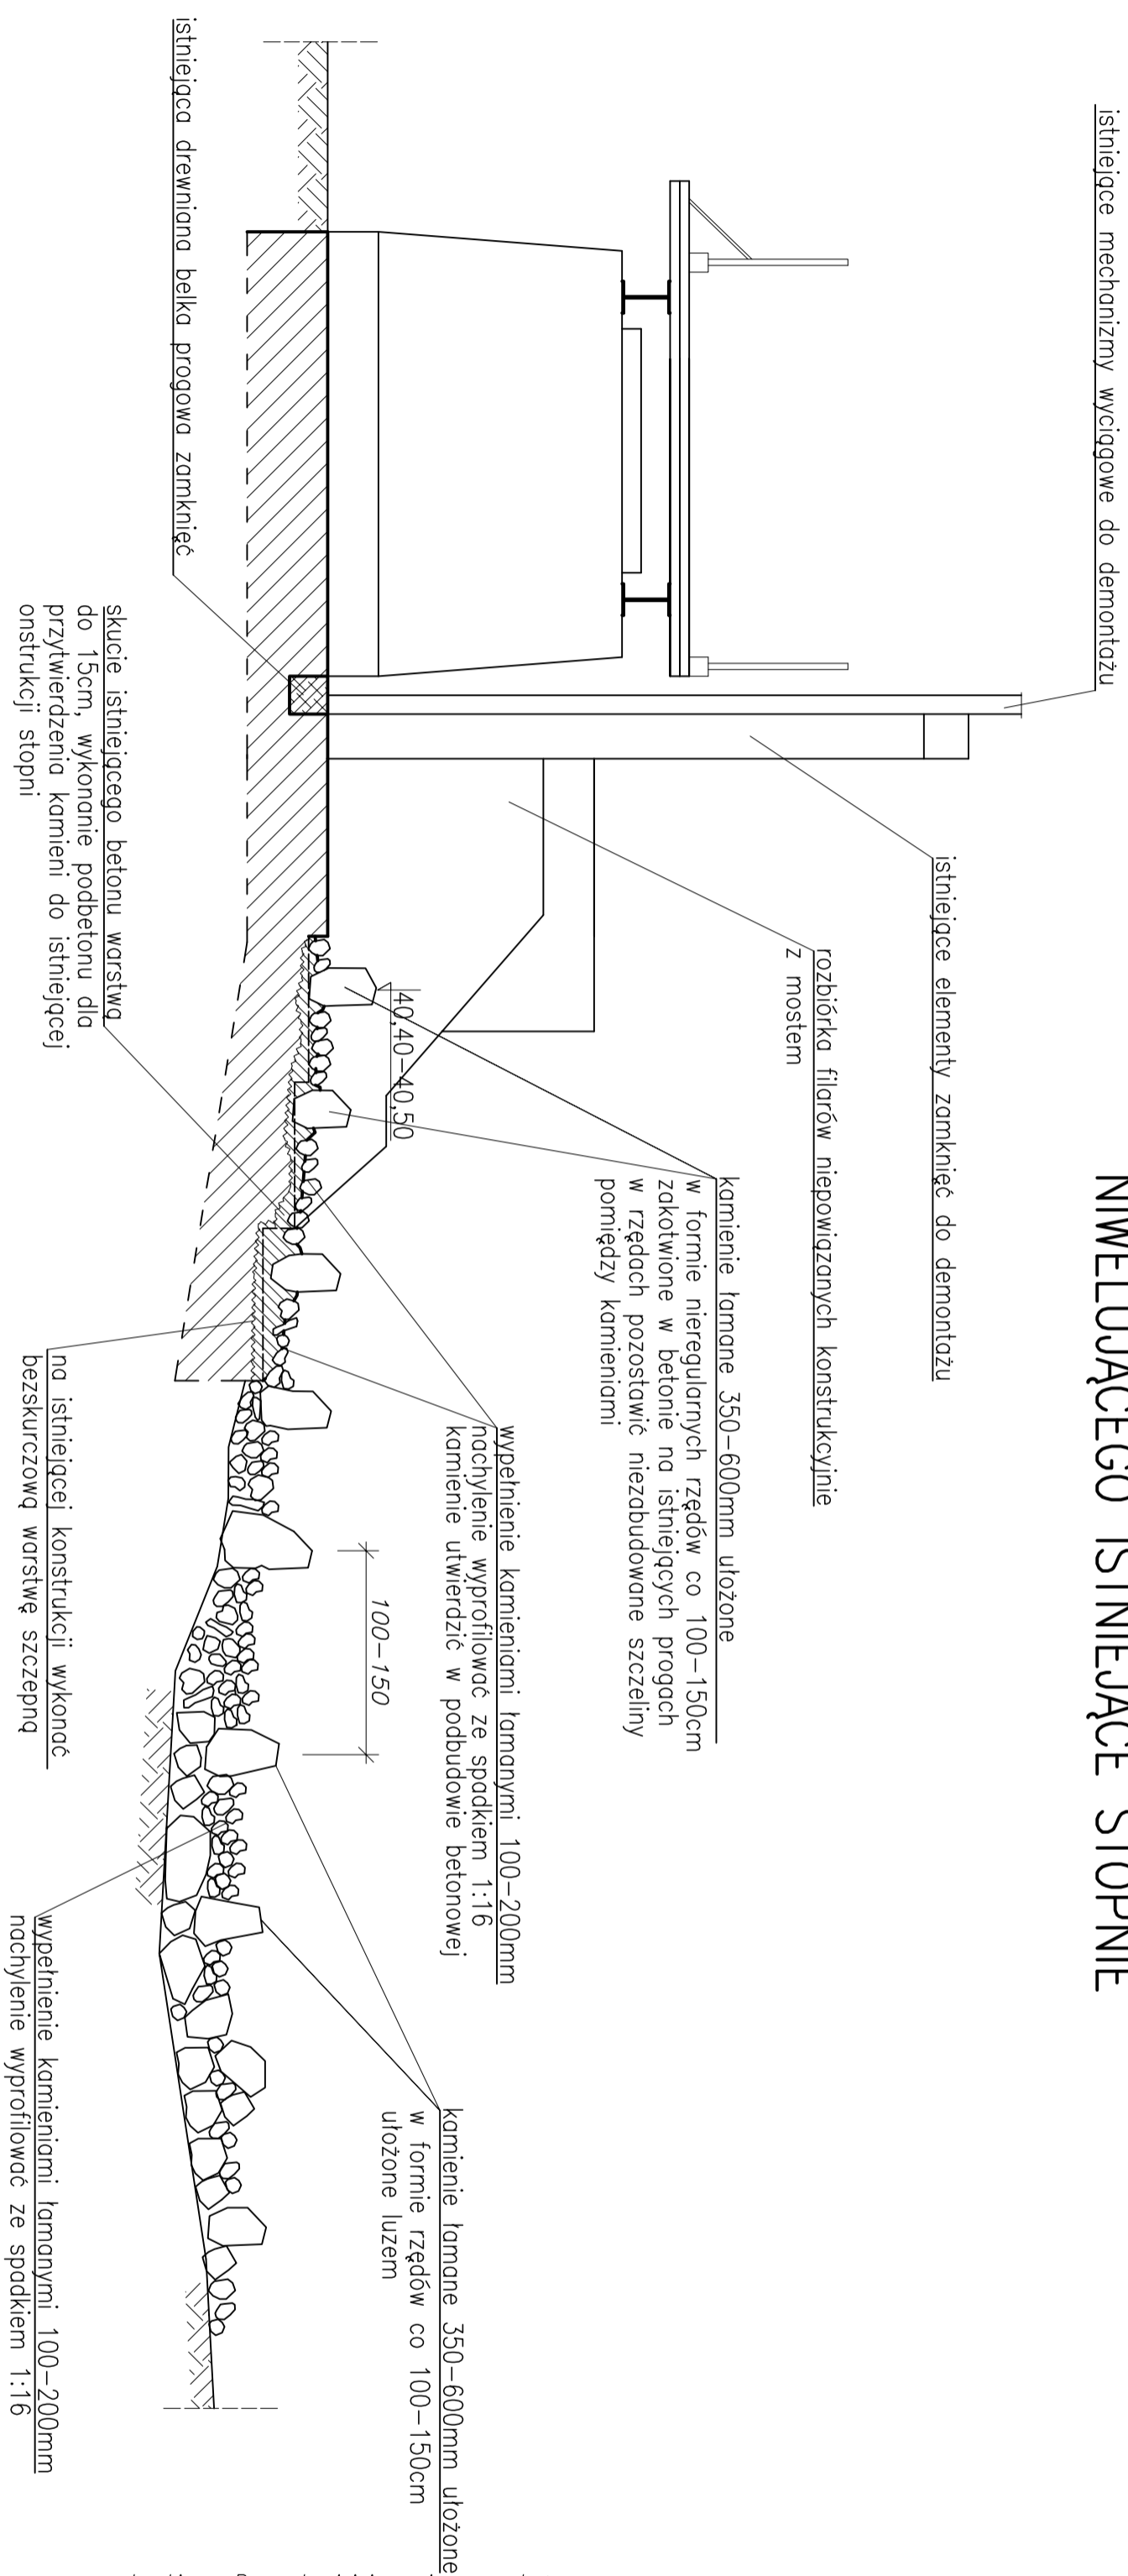 NIWELUJĄCEGO ISTNIEJĄCE STOPNIE
istniejące mechanizmy wyciągowe do demontażu
istniejące elementy zamknięć do demontażu
rozbiórka filarów niepowiązanych konstrukcyjnie
z mostem
kamienie łamane 350-600mm ułożone
w formie nieregularnych rzędów co 100-150cm
zakotwione w betonie na istniejących progach
w rzędach pozostawić niezabudowane szczeliny
pomiędzy kamieniami
wypełnienie kamieniami łamanymi 100-200mm
nachylenie wyprofilować ze spadkiem 1:16
kamienie utwierdzić w podbudowie betonowej
kamienie łamane 350-600mm ułożone
w formie rzędów co 100-150cm
ułożone luzem
40,40-40,50
100-150
istniejąca drewniana belka progowa zamknięć
skucie istniejącego betonu warstwą
do 15cm, wykonanie podbetonu dla
przytwierdzenia kamieni do istniejącej
onstrukcji stopni
na istniejącej konstrukcji wykonać
bezskurczową warstwę szczepną
wypełnienie kamieniami łamanymi 100-200mm
nachylenie wyprofilować ze spadkiem 1:16